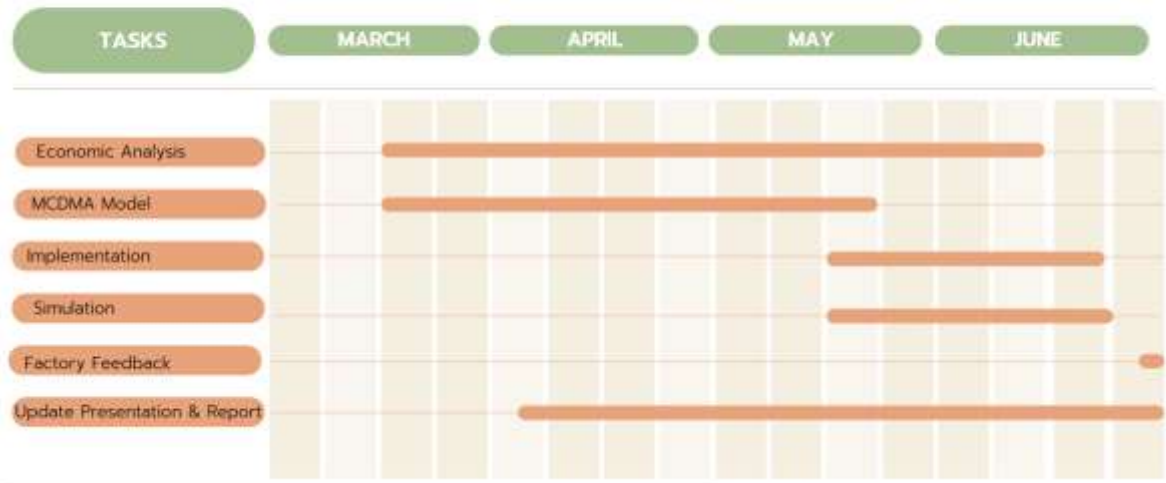 TASKS MARCH APRIL MAY JUNE
Economic Analysis
MCDMA Model
Implementation
Simulation
Factory Feedback
Update Presentation & Report